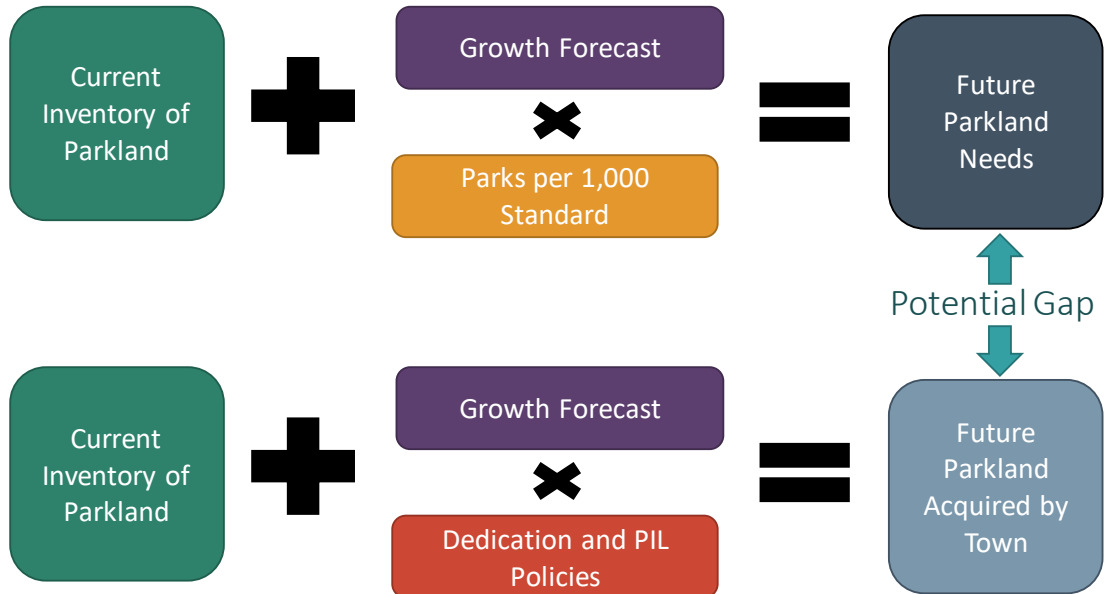 Current
Inventory of
Parkland
Growth Forecast
Parks per 1,000
Standard
Future
Parkland
Needs
Potential Gap
Current
Inventory of
Parkland
Growth Forecast
Dedication and PIL
Policies
Future
Parkland
Acquired by
Town